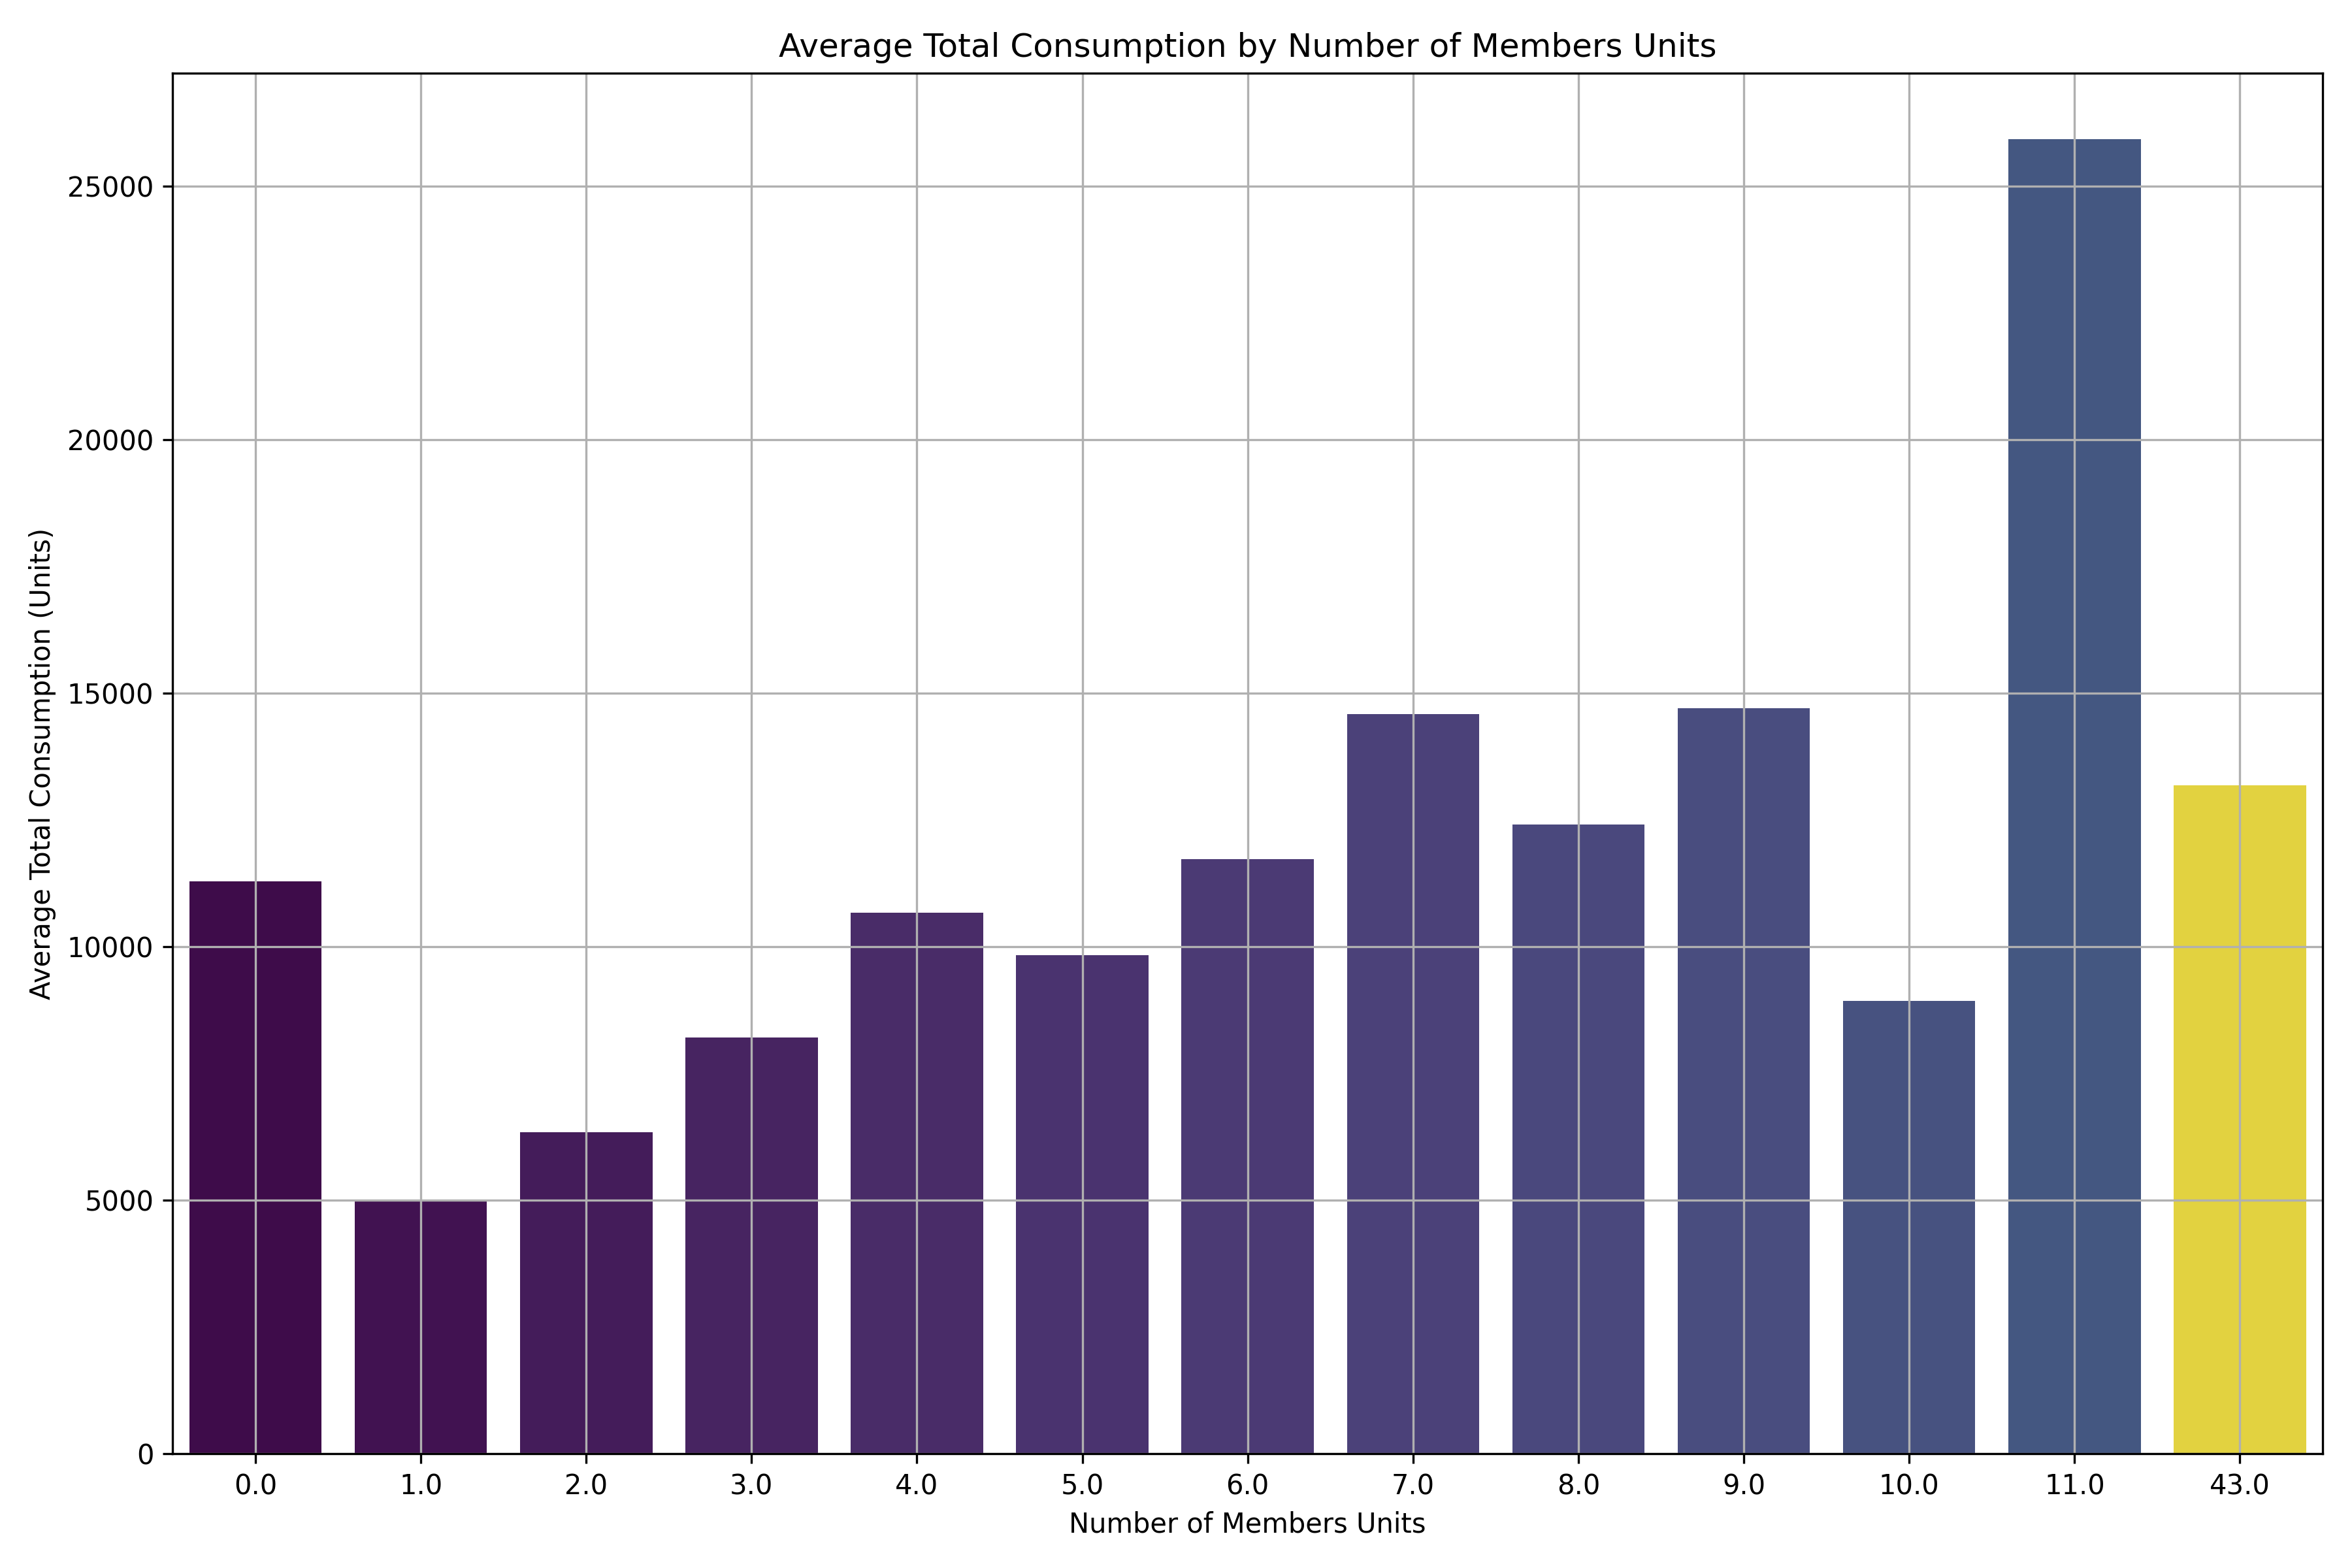 Average Total Consumption by Number of Members Units
Average Total Consumption (Units)
25000
20000
15000
10000
5000
0
0.0 1.0 2.0 3.0 4.0 5.0 6.0 7.0 8.0 9.0 10.0 11.0 43.0
Number of Members Units